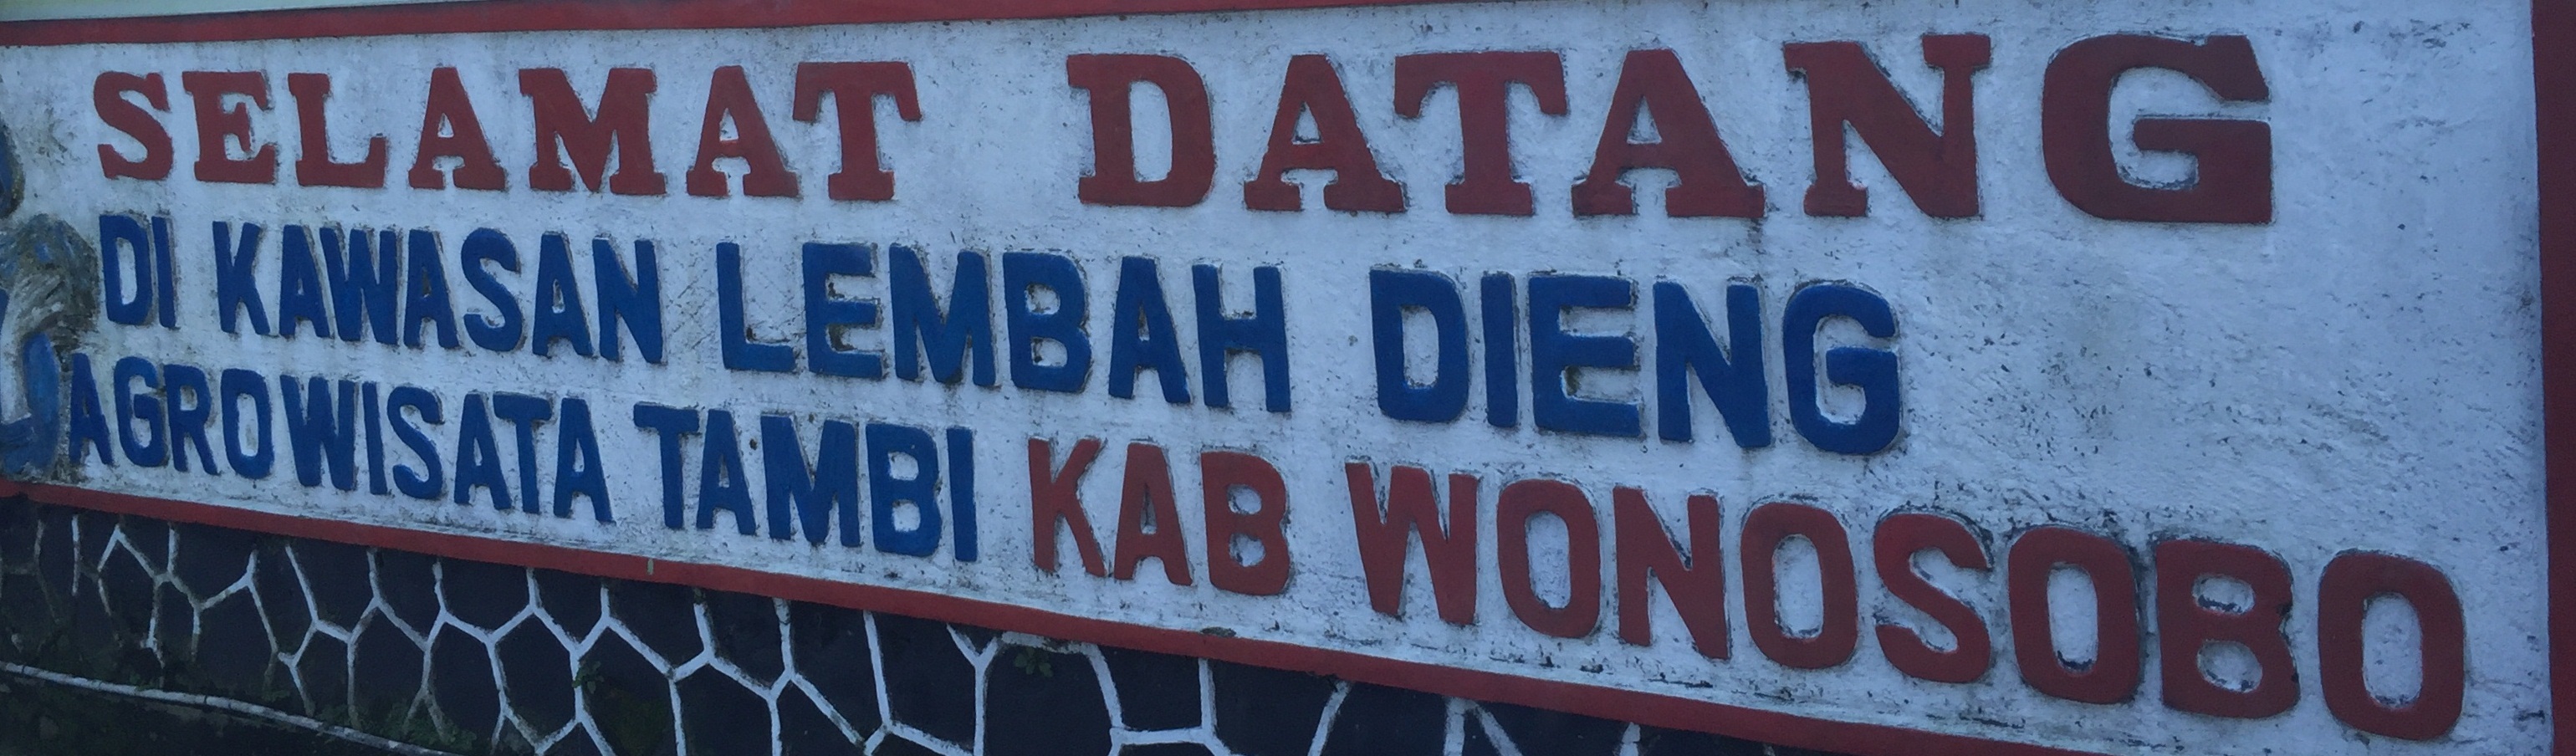 SELAMAT DATANG
DI KAWASAN LEMBAH DIENG
AGROWISATA TAMBI KAB WONOSOBO